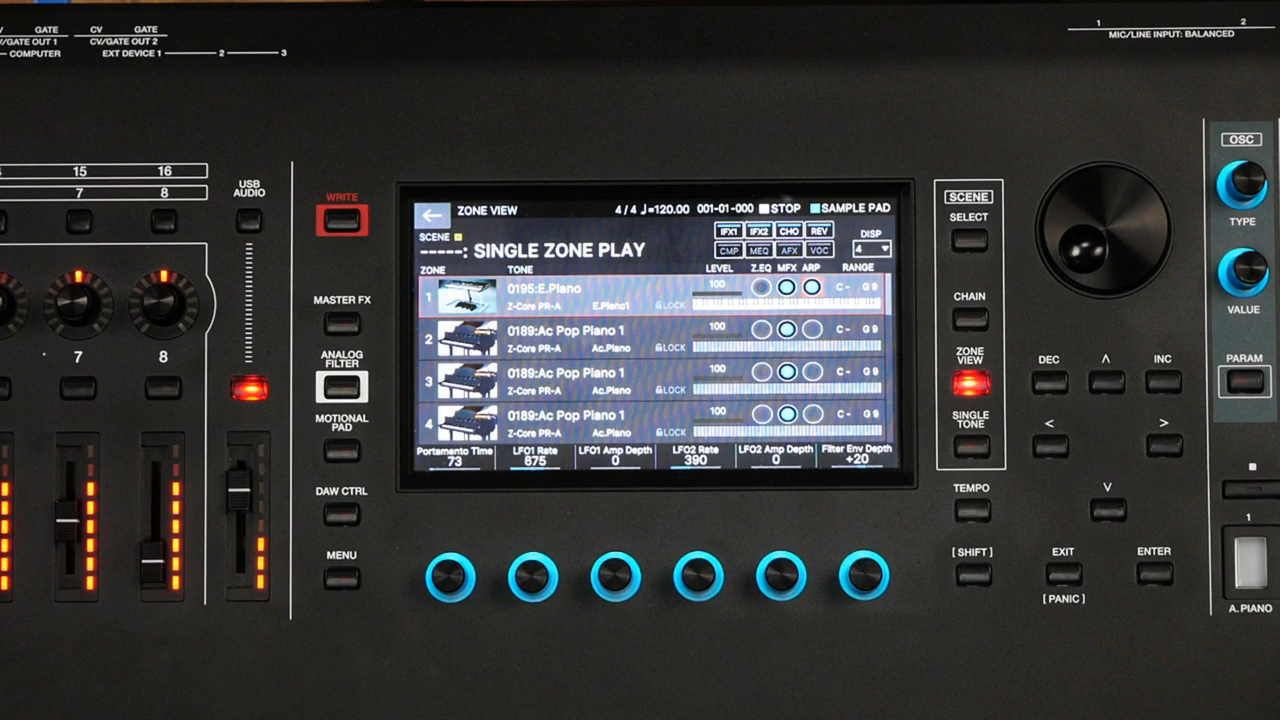 GATE CV GATE
V/GATE OUT 1 CV/GATE OUT 2
COMPUTER EXT DEVICE 1 2 3
1 2
MIC/LINE INPUT: BALANCED
15 16
7 8
USB
AUDIO
7 8
WRITE
MASTER FX
ANALOG
FILTER
MOTIONAL
PAD
DAW CTRL
MENU
ZONE VIEW 4/4 ♩=120.00 001-01-000 STOP SAMPLE PAD
SCENE
-----: SINGLE ZONE PLAY
IFX1 IFX2 CHO REV
CMP MEQ AFX VOC
DISP
4
ZONE TONE LEVEL Z.EQ MFX ARP RANGE
1 0195:E.Piano 100 C- G9
Z-Core PR-A E.Piano1 LOCK
2 0189:Ac Pop Piano 1 100 C- G9
Z-Core PR-A Ac.Piano LOCK
3 0189:Ac Pop Piano 1 100 C- G9
Z-Core PR-A Ac.Piano LOCK
4 0189:Ac Pop Piano 1 100 C- G9
Z-Core PR-A Ac.Piano LOCK
Portamento Time LFO1 Rate LFO1 Amp Depth LFO2 Rate LFO2 Amp Depth Filter Env Depth
73 675 0 390 0 +20
SCENE
SELECT
CHAIN
ZONE
VIEW
SINGLE
TONE
TEMPO
[ SHIFT ]
DEC ∧ INC
< >
∨
EXIT ENTER
[ PANIC ]
OSC
TYPE
VALUE
PARAM
1
A. PIANO